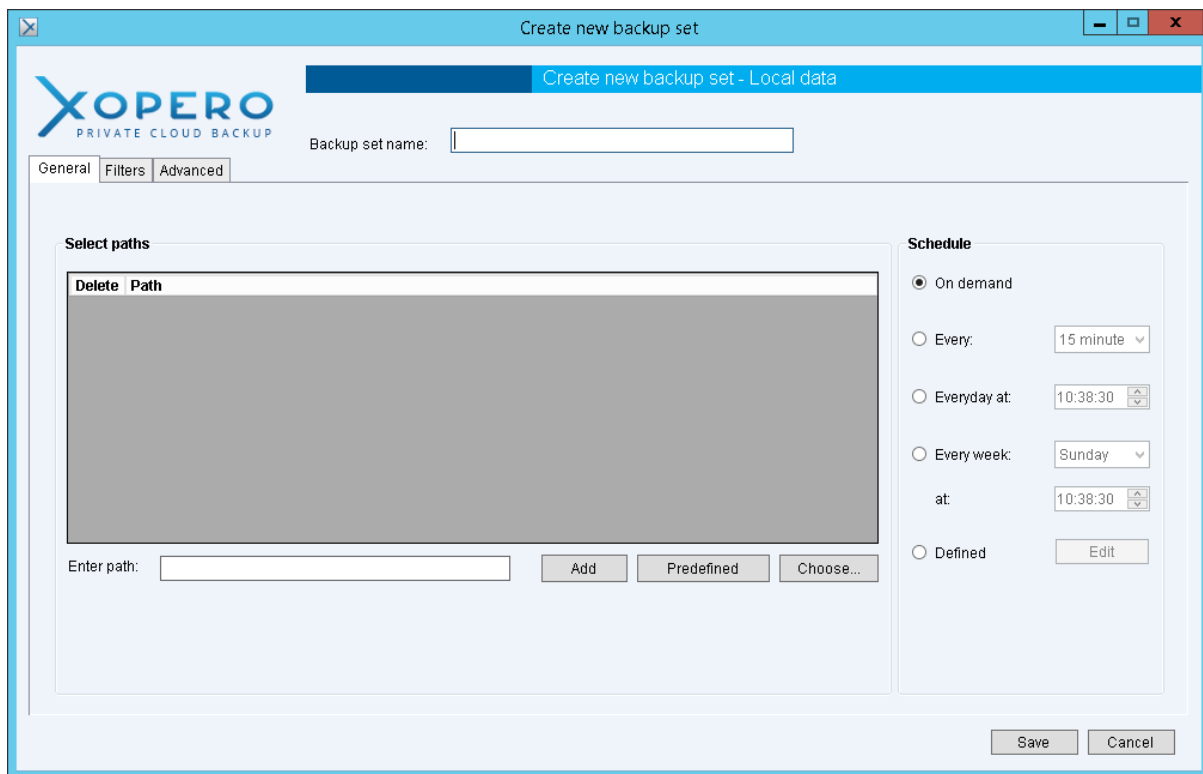 Create new backup set
Create new backup set - Local data
XOPERO
PRIVATE CLOUD BACKUP
Backup set name:
General Filters Advanced
Select paths
Delete Path
Enter path:
Add Predefined Choose...
Schedule
On demand
Every: 15 minute
Everyday at: 10:38:30
Every week: Sunday
at: 10:38:30
Defined Edit
Save Cancel